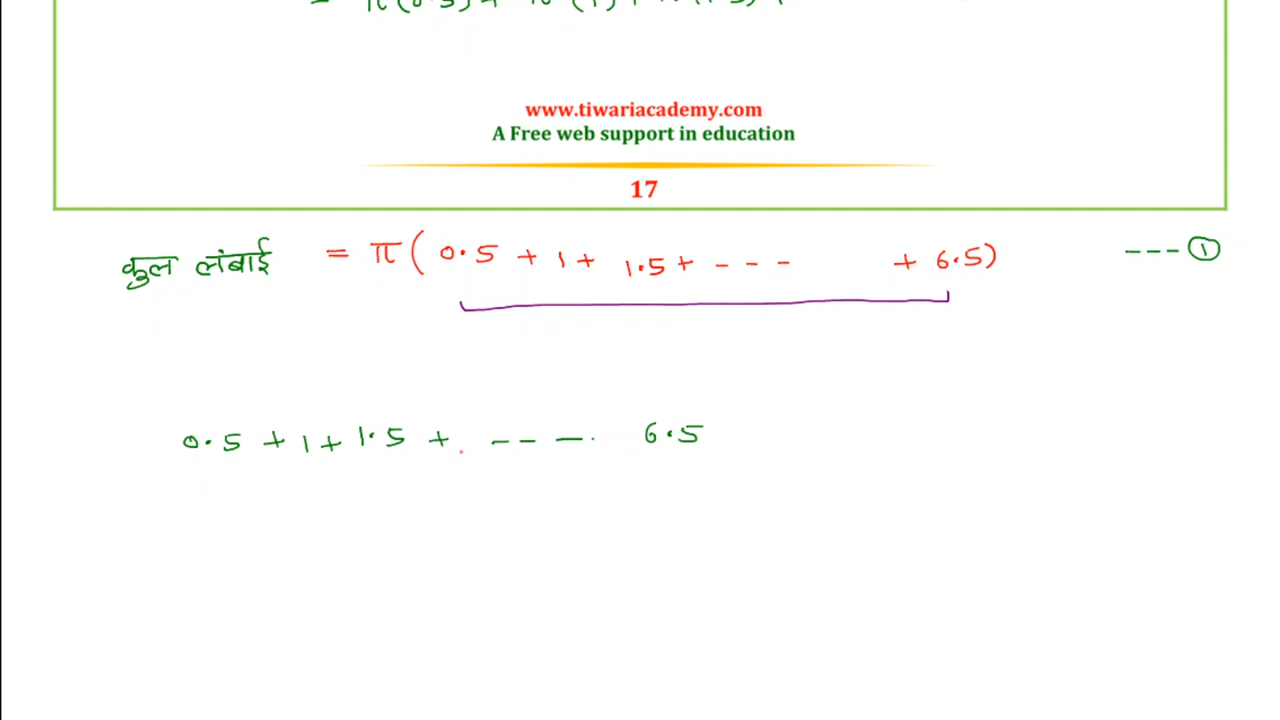 www.tiwariacademy.com
A Free web support in education
17
कुल लंबाई = π(0.5 + 1 + 1.5 + --- + 6.5) --- ①
0.5 + 1 + 1.5 + --- 6.5